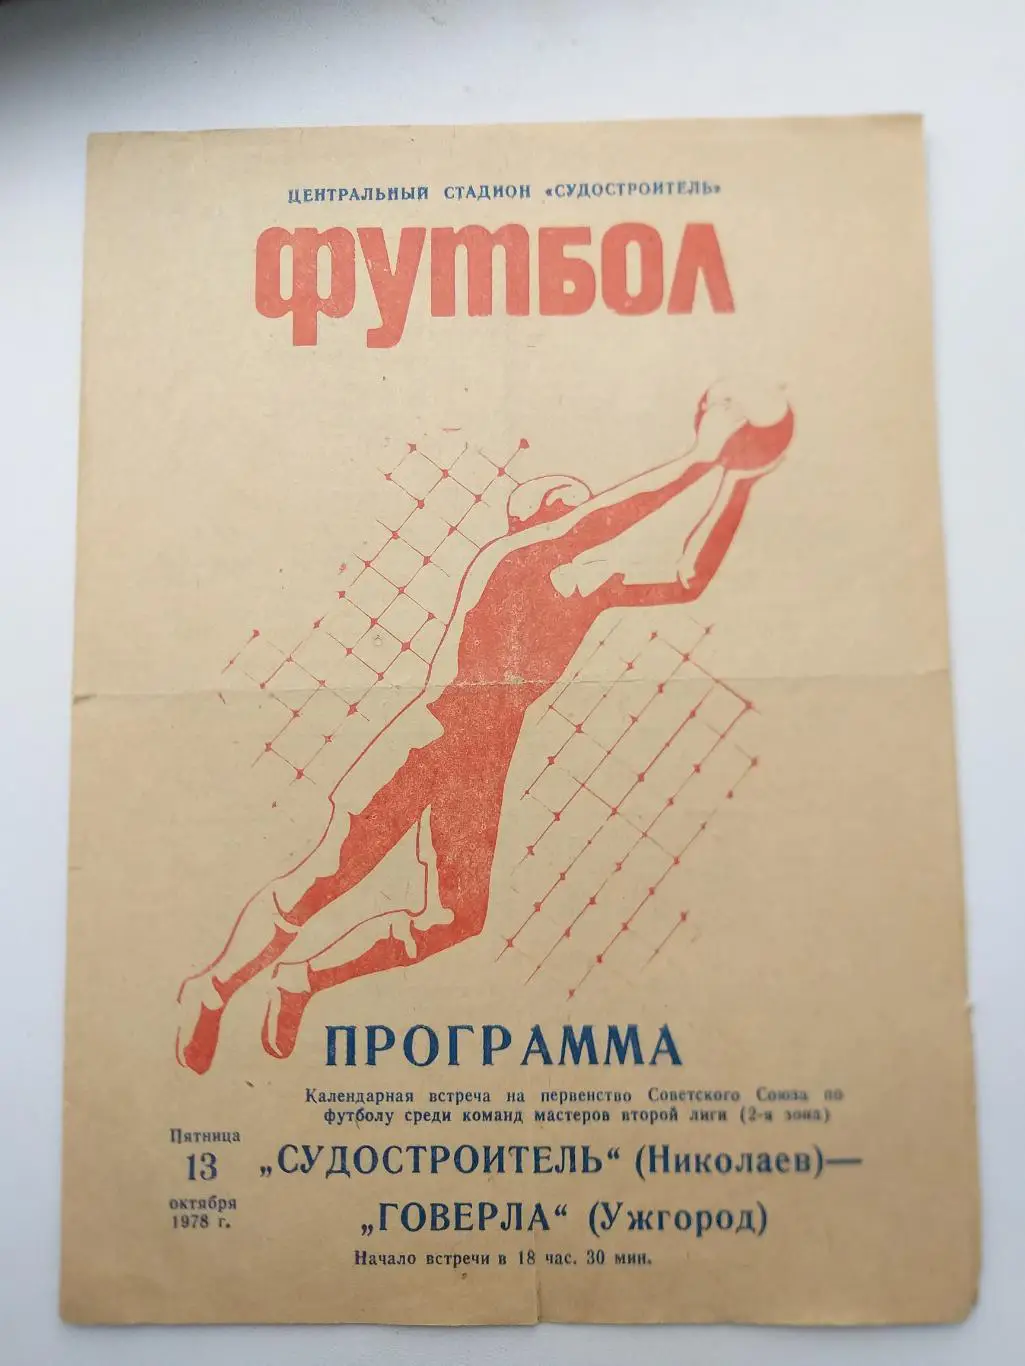 ЦЕНТРАЛЬНЫЙ СТАДИОН «СУДОСТРОИТЕЛЬ»
ФУТБОЛ
ПРОГРАММА
Календарная встреча на первенство Советского Союза по
футболу среди команд мастеров второй лиги (2-я зона)
Пятница
13
октября
1978 г.
„СУДОСТРОИТЕЛЬ“ (Николаев)—
„ГОВЕРЛА“ (Ужгород)
Начало встречи в 18 час. 30 мин.